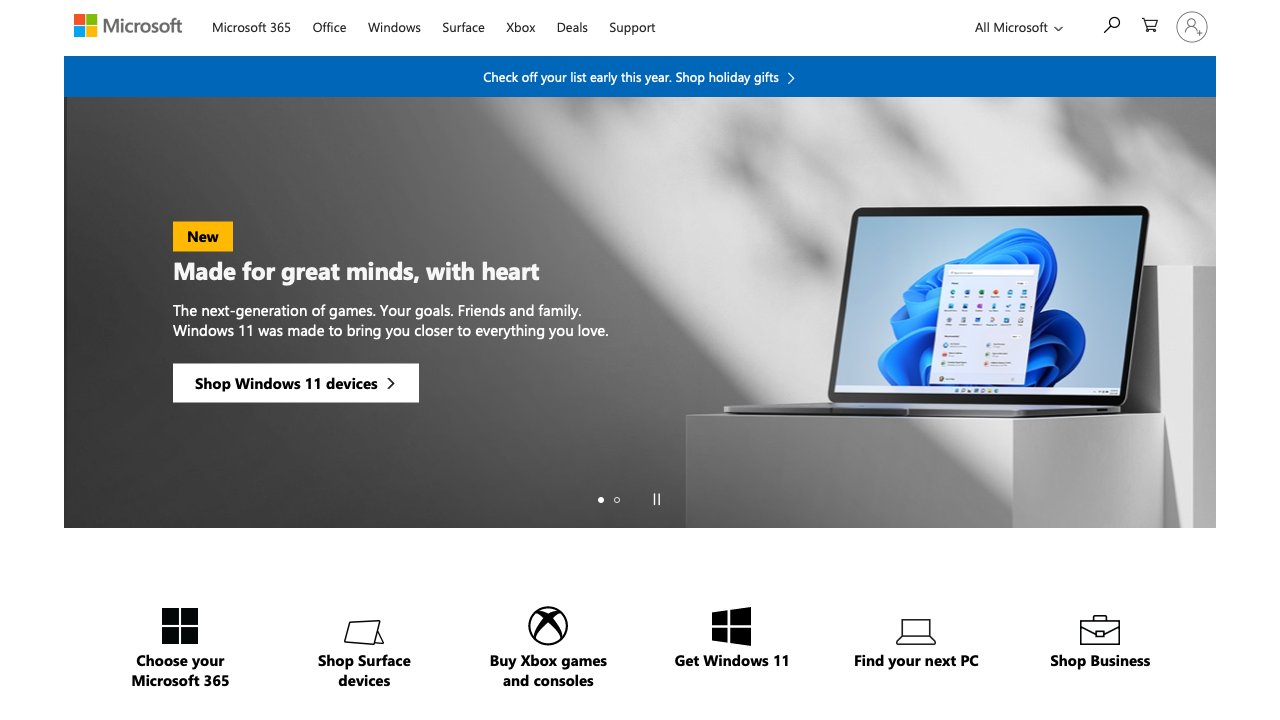 Microsoft
Microsoft 365
Office
Windows
Surface
Xbox
Deals
Support
All Microsoft
Check off your list early this year. Shop holiday gifts
New
Made for great minds, with heart
The next-generation of games. Your goals. Friends and family.
Windows 11 was made to bring you closer to everything you love.
Shop Windows 11 devices
Choose your
Microsoft 365
Shop Surface
devices
Buy Xbox games
and consoles
Get Windows 11
Find your next PC
Shop Business